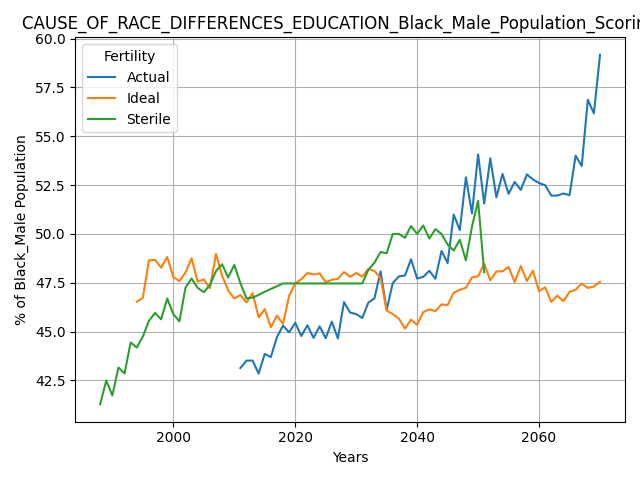 CAUSE_OF_RACE_DIFFERENCES_EDUCATION_Black_Male_Population_Scorin
60.0
57.5
55.0
52.5
50.0
47.5
45.0
42.5
% of Black_Male Population
Fertility
Actual
Ideal
Sterile
2000
2020
2040
2060
Years